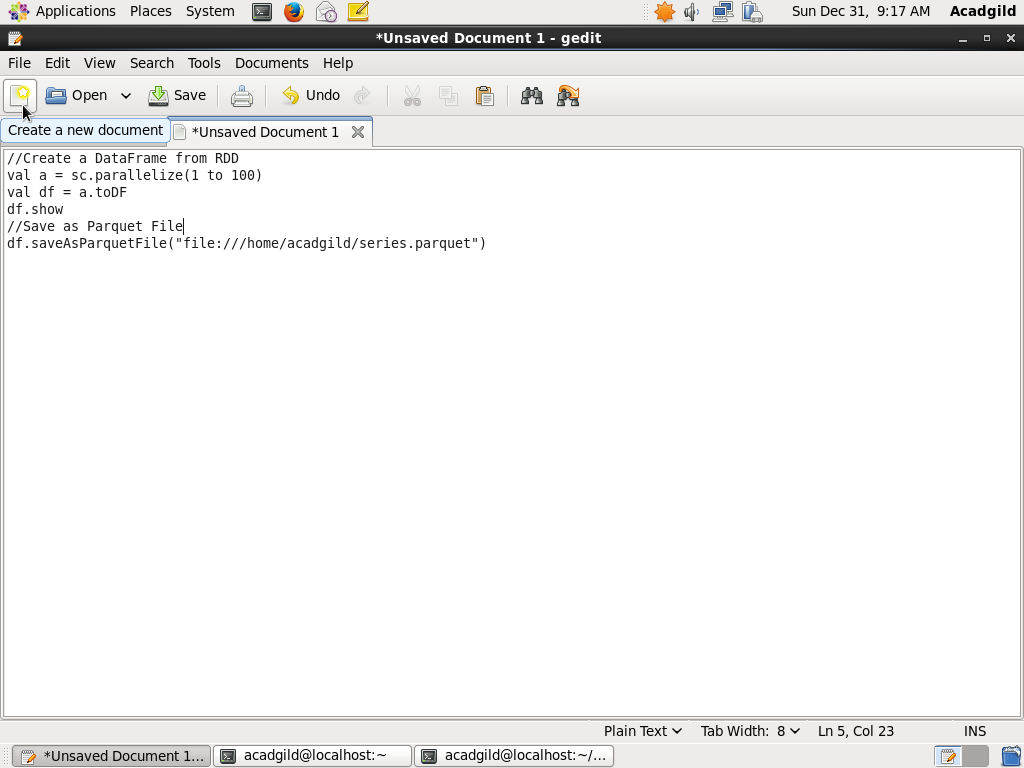 Applications Places System Sun Dec 31, 9:17 AM Acadgild
*Unsaved Document 1 - gedit
File Edit View Search Tools Documents Help
Open Save Undo
Create a new document
*Unsaved Document 1
//Create a DataFrame from RDD
val a = sc.parallelize(1 to 100)
val df = a.toDF
df.show
//Save as Parquet File
df.saveAsParquetFile("file:///home/acadgild/series.parquet")
Plain Text Tab Width: 8 Ln 5, Col 23 INS
*Unsaved Document 1... acadgild@localhost:~ acadgild@localhost:~/...